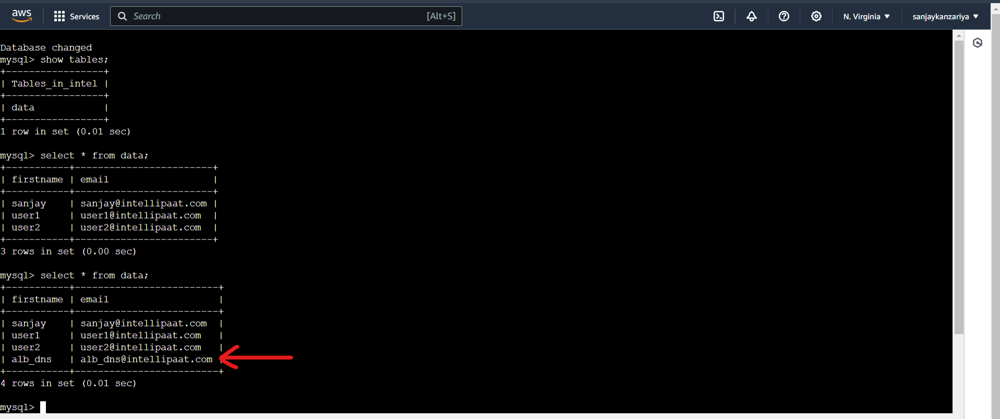 aws Services Search [Alt+S] N. Virginia sanjaykanzariya
Database changed
mysql> show tables;
+-----------------+
| Tables_in_intel |
+-----------------+
| data            |
+-----------------+
1 row in set (0.01 sec)
mysql> select * from data;
+-----------+------------------------+
| firstname | email                  |
+-----------+------------------------+
| sanjay    | sanjay@intellipaat.com |
| user1     | user1@intellipaat.com  |
| user2     | user2@intellipaat.com  |
+-----------+------------------------+
3 rows in set (0.00 sec)
mysql> select * from data;
+-----------+-------------------------+
| firstname | email                   |
+-----------+-------------------------+
| sanjay    | sanjay@intellipaat.com  |
| user1     | user1@intellipaat.com   |
| user2     | user2@intellipaat.com   |
| alb_dns   | alb_dns@intellipaat.com |
+-----------+-------------------------+
4 rows in set (0.01 sec)
mysql>